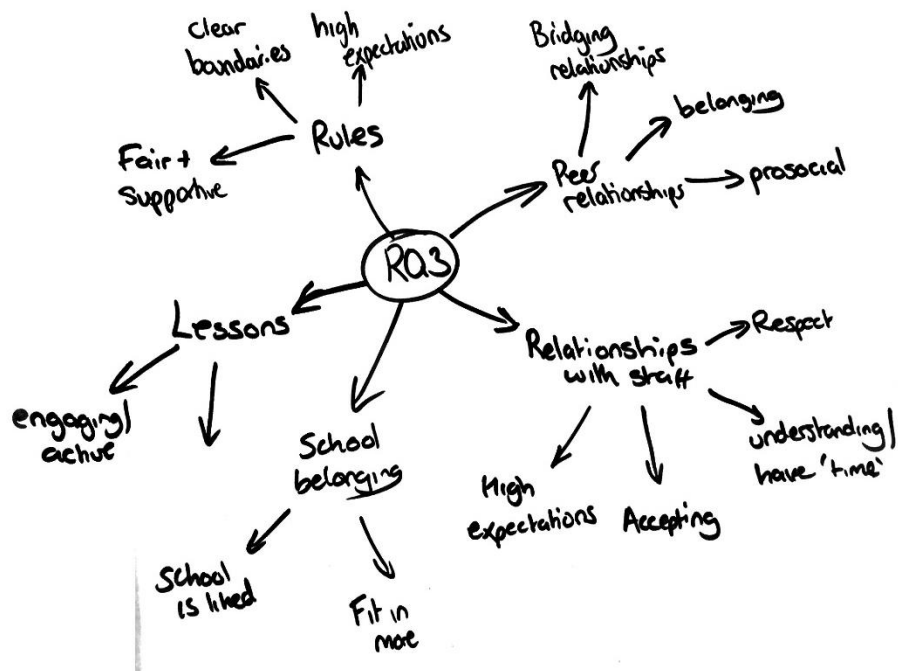 clear
boundaries
high
expectations
Rules
Fair +
supportive
Bridging
relationships
belonging
Peer
relationships
prosocial
RQ3
Lessons
engaging/
active
School
belonging
School
is liked
Fit in
more
Relationships
with staff
Respect
understanding/
have 'time'
High
expectations
Accepting